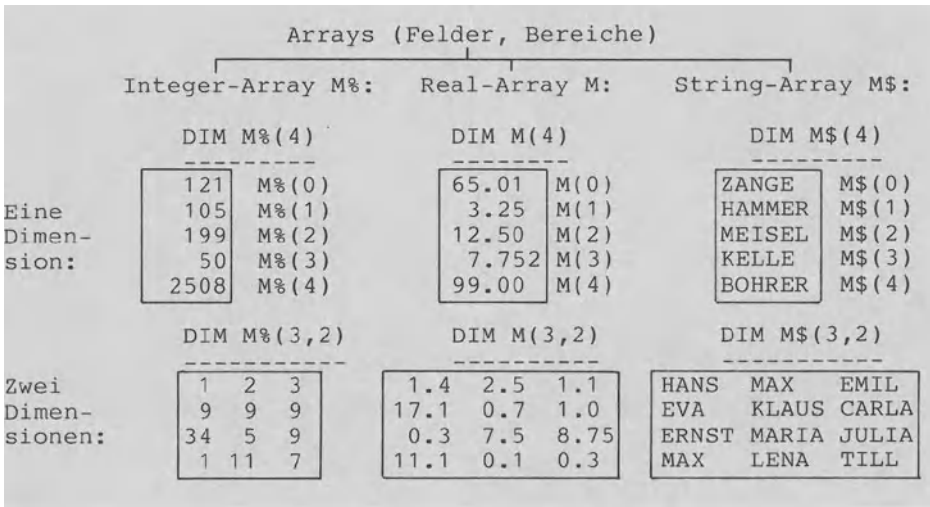 Arrays (Felder, Bereiche)
Integer-Array M%: Real-Array M: String-Array M$:
DIM M%(4) DIM M(4) DIM M$(4)
121 M%(0) 65.01 M(0) ZANGE M$(0)
Eine 105 M%(1) 3.25 M(1) HAMMER M$(1)
Dimen- 199 M%(2) 12.50 M(2) MEISEL M$(2)
sion: 50 M%(3) 7.752 M(3) KELLE M$(3)
2508 M%(4) 99.00 M(4) BOHRER M$(4)
DIM M%(3,2) DIM M(3,2) DIM M$(3,2)
Zwei 1 2 3 1.4 2.5 1.1 HANS MAX EMIL
Dimen- 9 9 9 17.1 0.7 1.0 EVA KLAUS CARLA
sionen: 34 5 9 0.3 7.5 8.75 ERNST MARIA JULIA
1 11 7 11.1 0.1 0.3 MAX LENA TILL